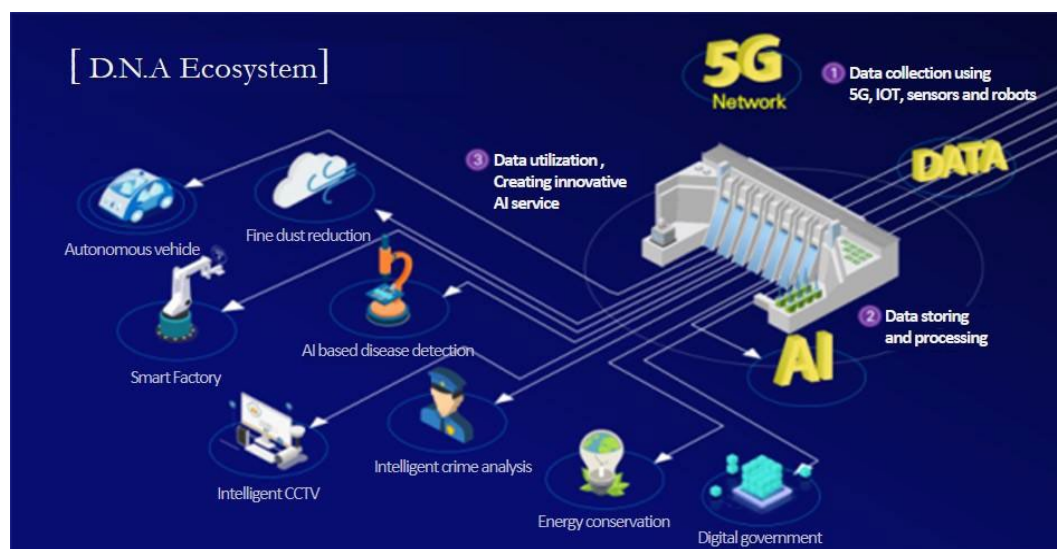 [ D.N.A Ecosystem]
5G
Network
1 Data collection using
5G, IOT, sensors and robots
DATA
3 Data utilization ,
Creating innovative
AI service
Autonomous vehicle
Fine dust reduction
2 Data storing
and processing
AI
Smart Factory
AI based disease detection
Intelligent CCTV
Intelligent crime analysis
Energy conservation
Digital government